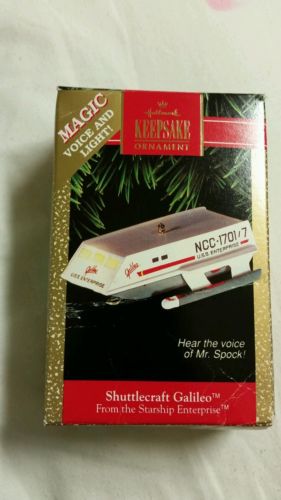 Hallmark
KEEPSAKE
ORNAMENT
MAGIC
VOICE AND
LIGHT!
NCC-1701/7
U.S.S. ENTERPRISE
Galileo
U.S.S. ENTERPRISE
Hear the voice
of Mr. Spock!
Shuttlecraft Galileo™
From the Starship Enterprise™